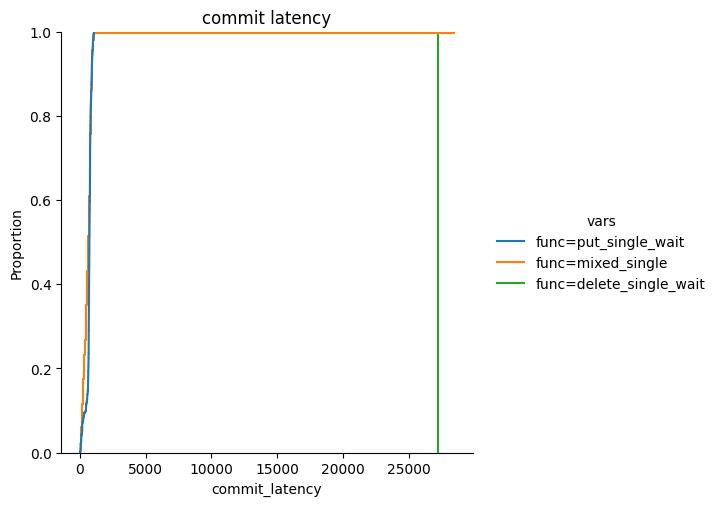 commit latency
1.0
0.8
0.6
0.4
0.2
0.0
Proportion
0 5000 10000 15000 20000 25000
commit_latency
vars
func=put_single_wait
func=mixed_single
func=delete_single_wait